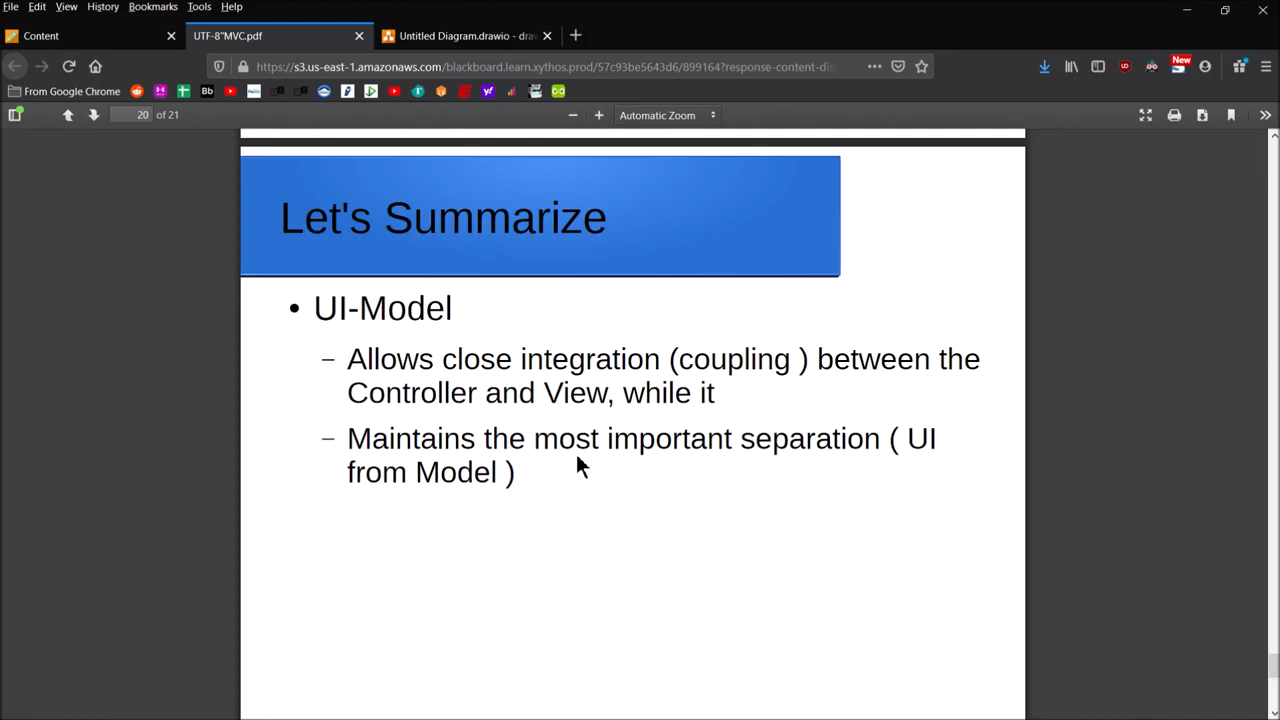 File Edit View History Bookmarks Tools Help
Content
UTF-8''MVC.pdf
Untitled Diagram.drawio - draw
https://s3.us-east-1.amazonaws.com/blackboard.learn.xythos.prod/57c93be5643d6/899164?response-content-dis
New
From Google Chrome
20 of 21
Automatic Zoom
Let's Summarize
• UI-Model
– Allows close integration (coupling ) between the
Controller and View, while it
– Maintains the most important separation ( UI
from Model )